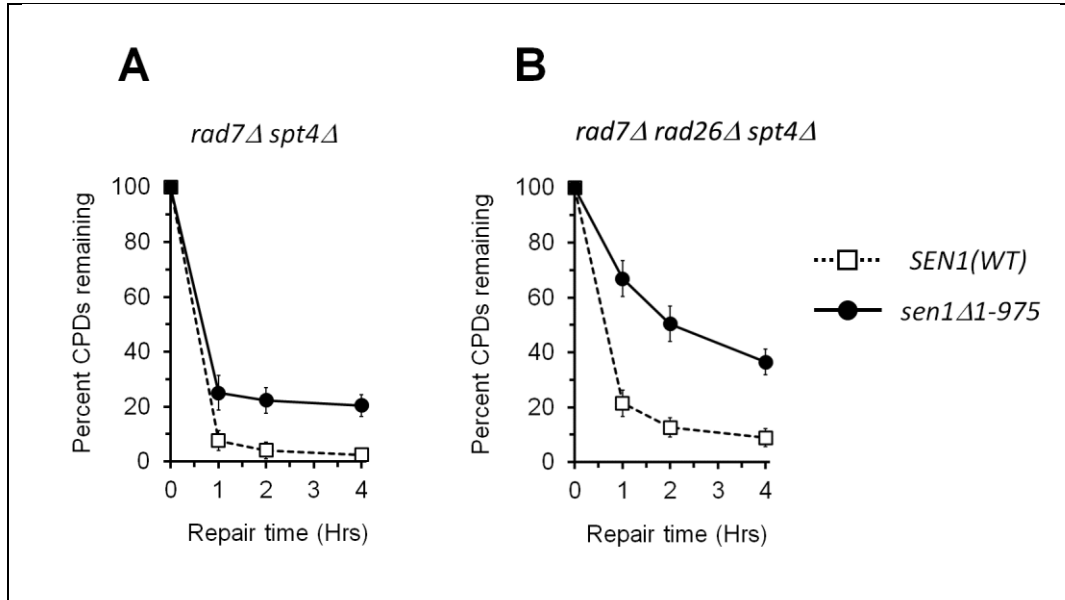 A
rad7Δ spt4Δ
Percent CPDs remaining
100
80
60
40
20
0
0 1 2 3 4
Repair time (Hrs)
B
rad7Δ rad26Δ spt4Δ
Percent CPDs remaining
100
80
60
40
20
0
0 1 2 3 4
Repair time (Hrs)
SEN1(WT)
sen1Δ1-975